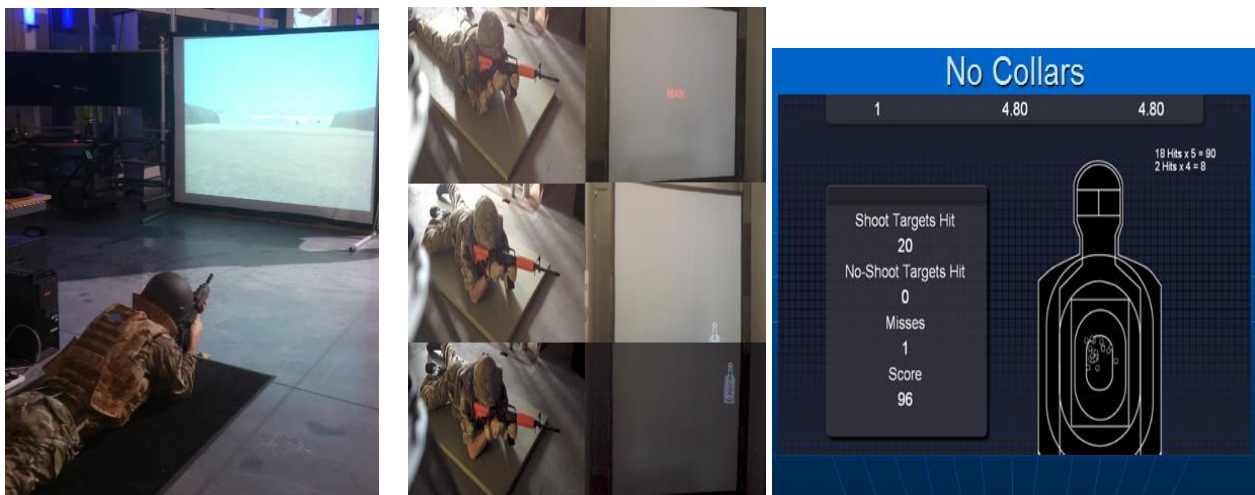 READY
No Collars
1 4.80 4.80
18 Hits x 5 = 90
2 Hits x 4 = 8
Shoot Targets Hit
20
No-Shoot Targets Hit
0
Misses
1
Score
96